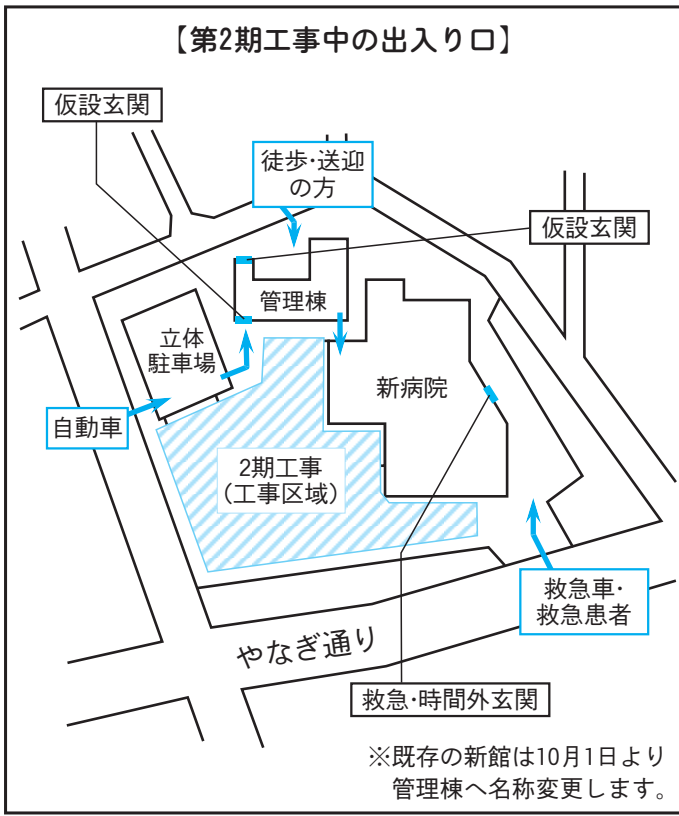 【第2期工事中の出入り口】
仮設玄関
徒歩・送迎
の方
仮設玄関
管理棟
立体
駐車場
新病院
自動車
2期工事
（工事区域）
救急車・
救急患者
やなぎ通り
救急・時間外玄関
※既存の新館は10月1日より
管理棟へ名称変更します。